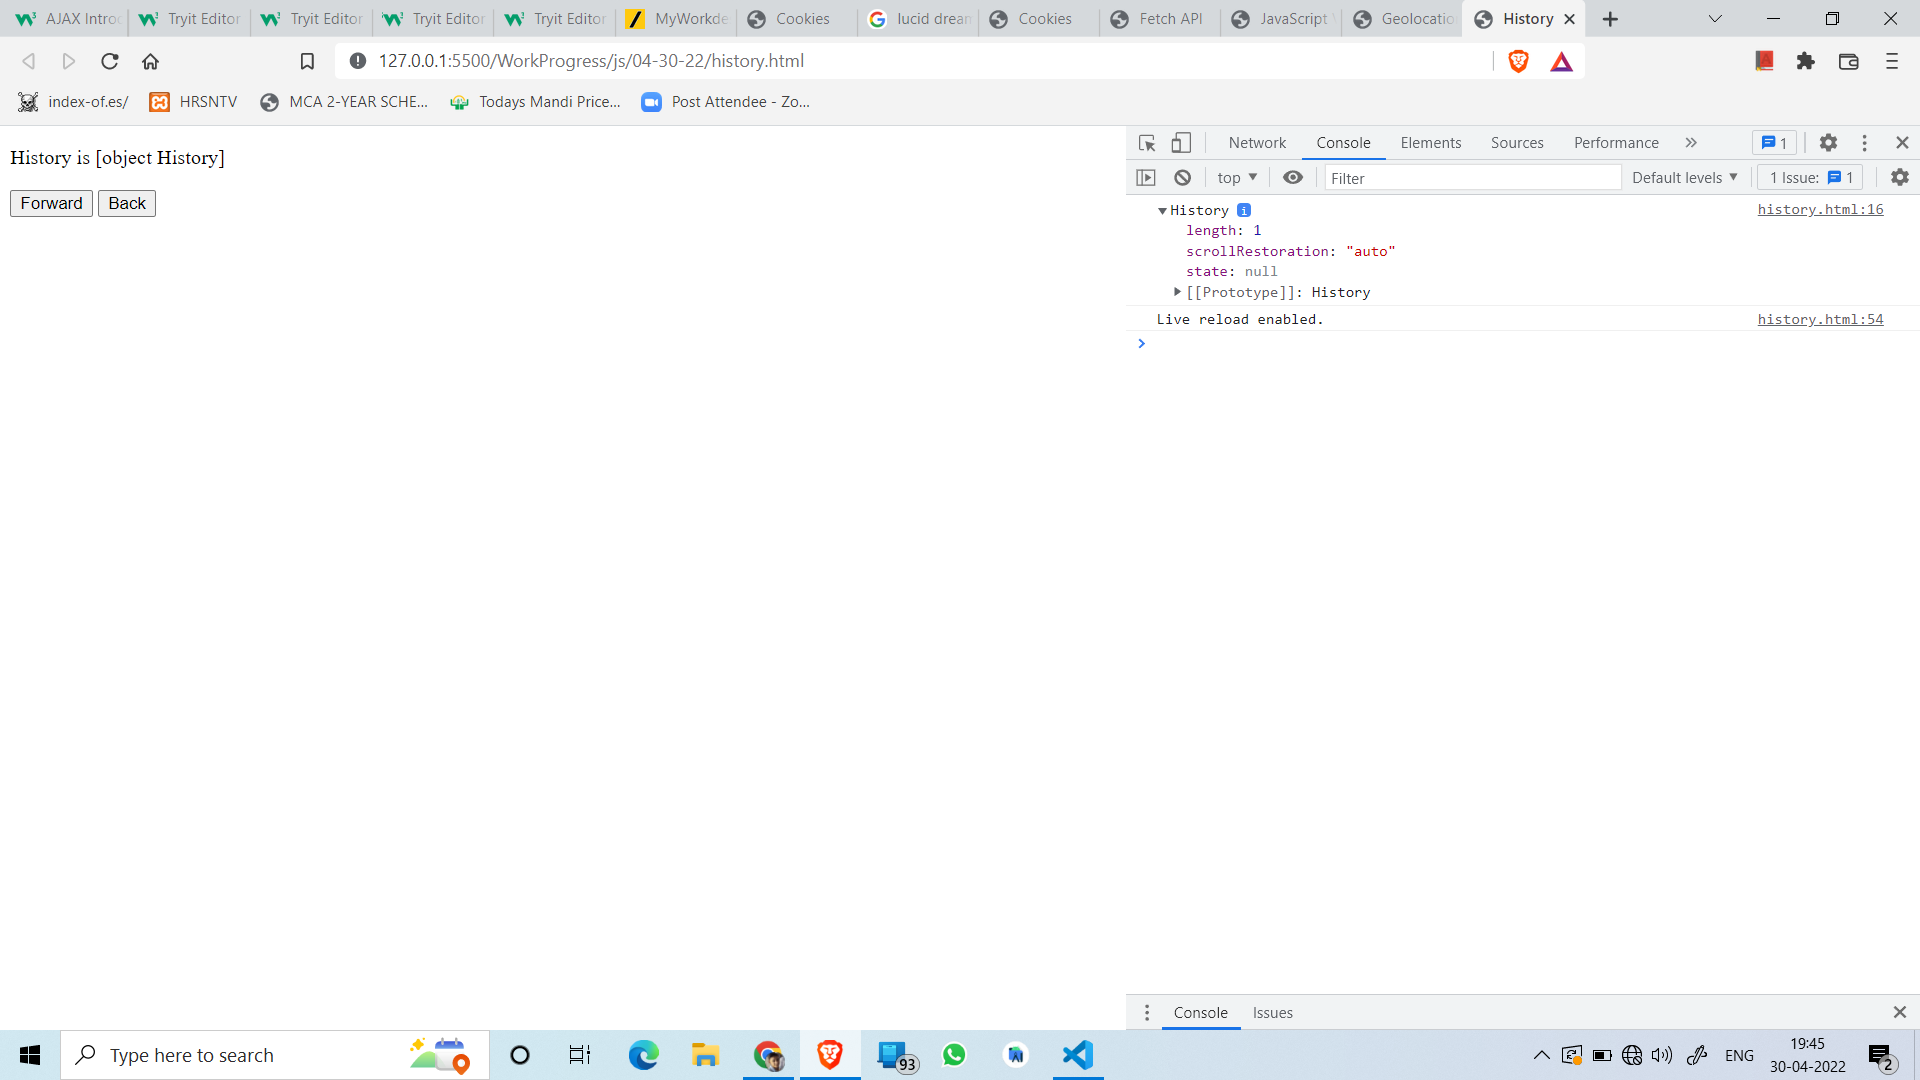 AJAX Introd
Tryit Editor
Tryit Editor
Tryit Editor
Tryit Editor
MyWorkde
Cookies
lucid dream
Cookies
Fetch API
JavaScript
Geolocatio
History
127.0.0.1:5500/WorkProgress/js/04-30-22/history.html
index-of.es/
HRSNTV
MCA 2-YEAR SCHE...
Todays Mandi Price...
Post Attendee - Zo...
History is [object History]
Forward Back
Network Console Elements Sources Performance 1
top Filter Default levels 1 Issue: 1
History i history.html:16
length: 1
scrollRestoration: "auto"
state: null
[[Prototype]]: History
Live reload enabled. history.html:54
Console Issues
Type here to search
93
ENG
19:45
30-04-2022
2